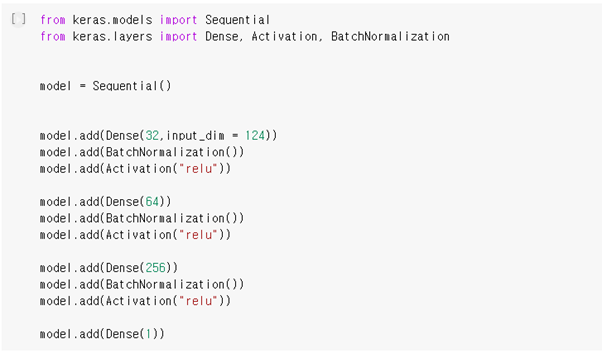 [ ] from keras.models import Sequential
from keras.layers import Dense, Activation, BatchNormalization
model = Sequential()
model.add(Dense(32,input_dim = 124))
model.add(BatchNormalization())
model.add(Activation("relu"))
model.add(Dense(64))
model.add(BatchNormalization())
model.add(Activation("relu"))
model.add(Dense(256))
model.add(BatchNormalization())
model.add(Activation("relu"))
model.add(Dense(1))